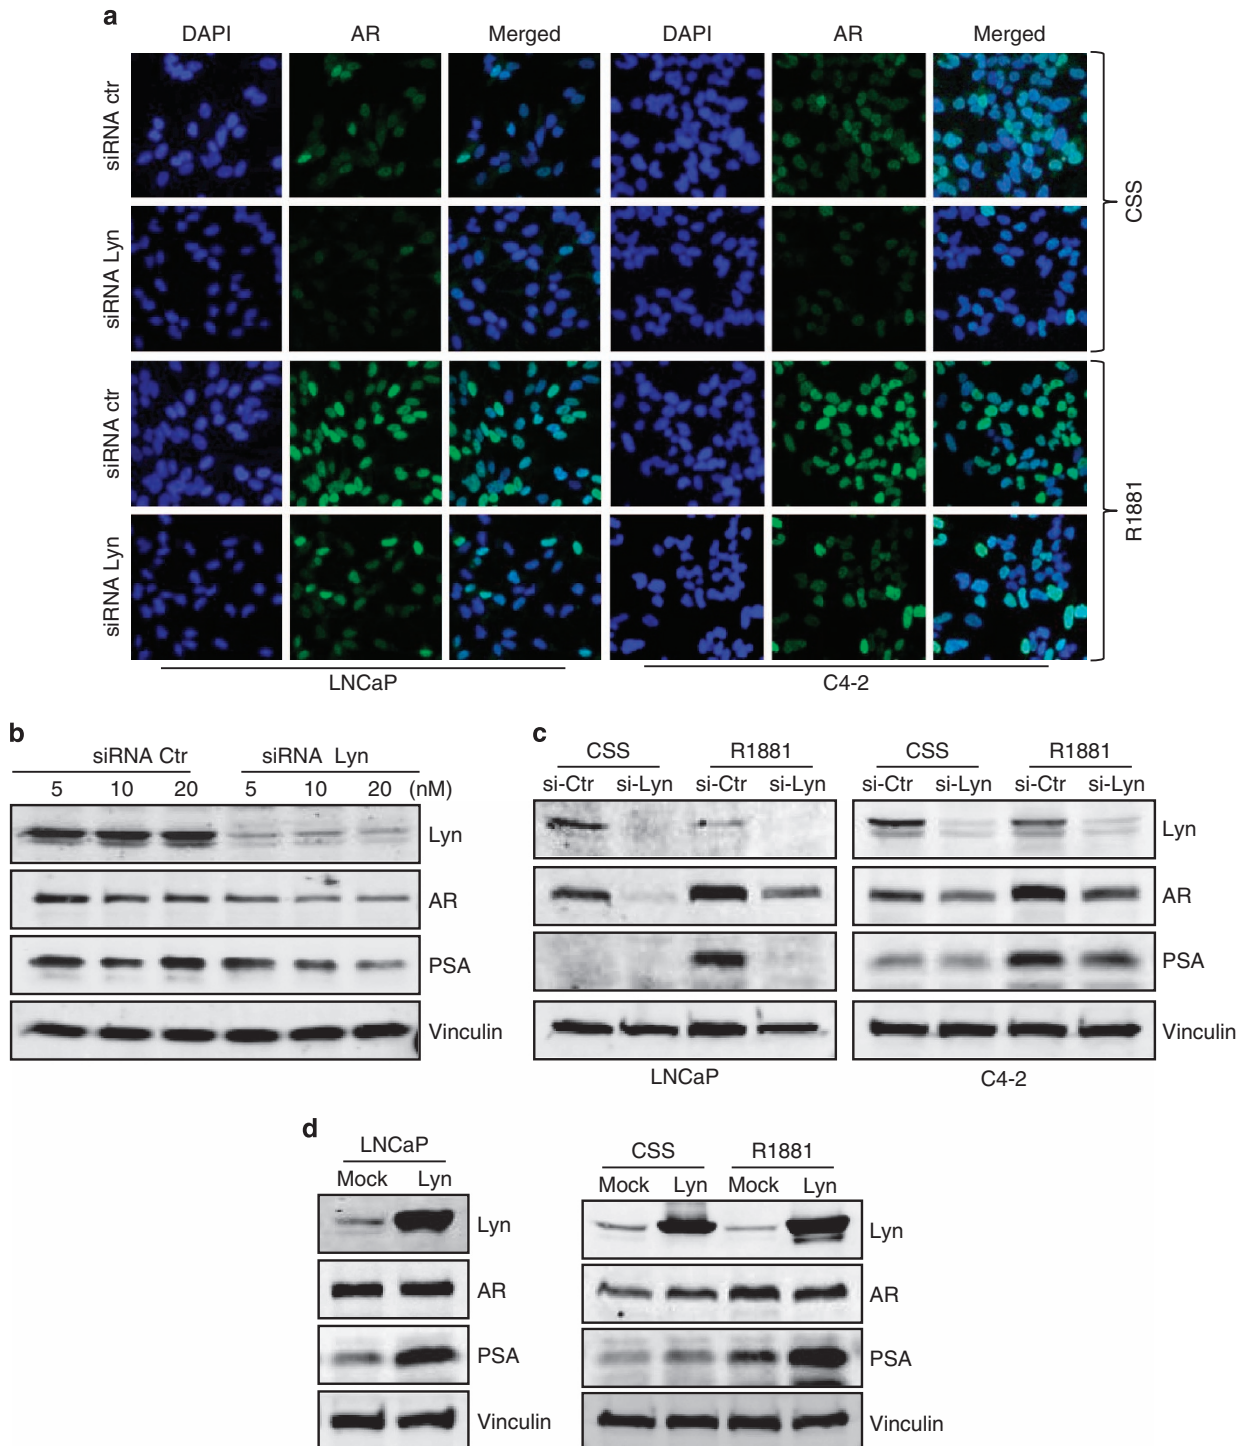 a
DAPI AR Merged DAPI AR Merged
siRNA ctr
siRNA Lyn
CSS
siRNA ctr
siRNA Lyn
R1881
LNCaP C4-2
b
siRNA Ctr siRNA Lyn
5 10 20 5 10 20 (nM)
Lyn
AR
PSA
Vinculin
c
CSS R1881 CSS R1881
si-Ctr si-Lyn si-Ctr si-Lyn si-Ctr si-Lyn si-Ctr si-Lyn
Lyn
AR
PSA
Vinculin
LNCaP C4-2
d
LNCaP
Mock Lyn
Lyn
AR
PSA
Vinculin
CSS R1881
Mock Lyn Mock Lyn
Lyn
AR
PSA
Vinculin